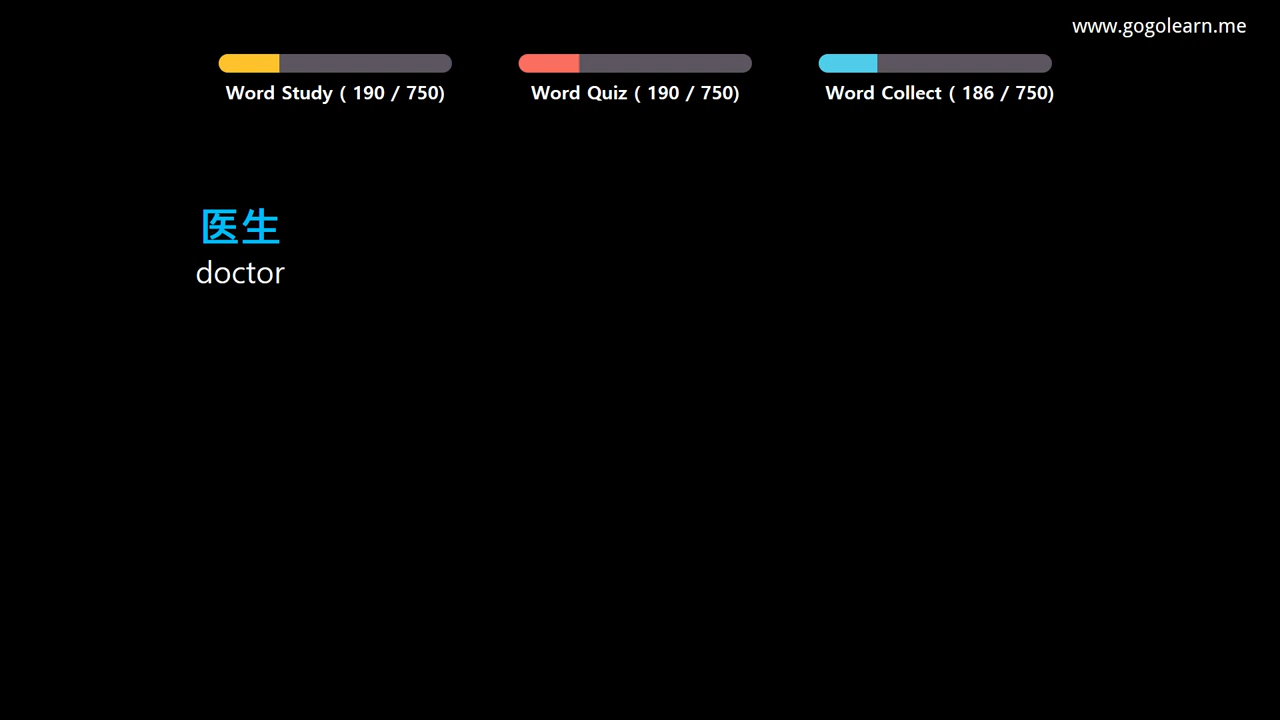 www.gogolearn.me
Word Study ( 190 / 750)
Word Quiz ( 190 / 750)
Word Collect ( 186 / 750)
医生
doctor